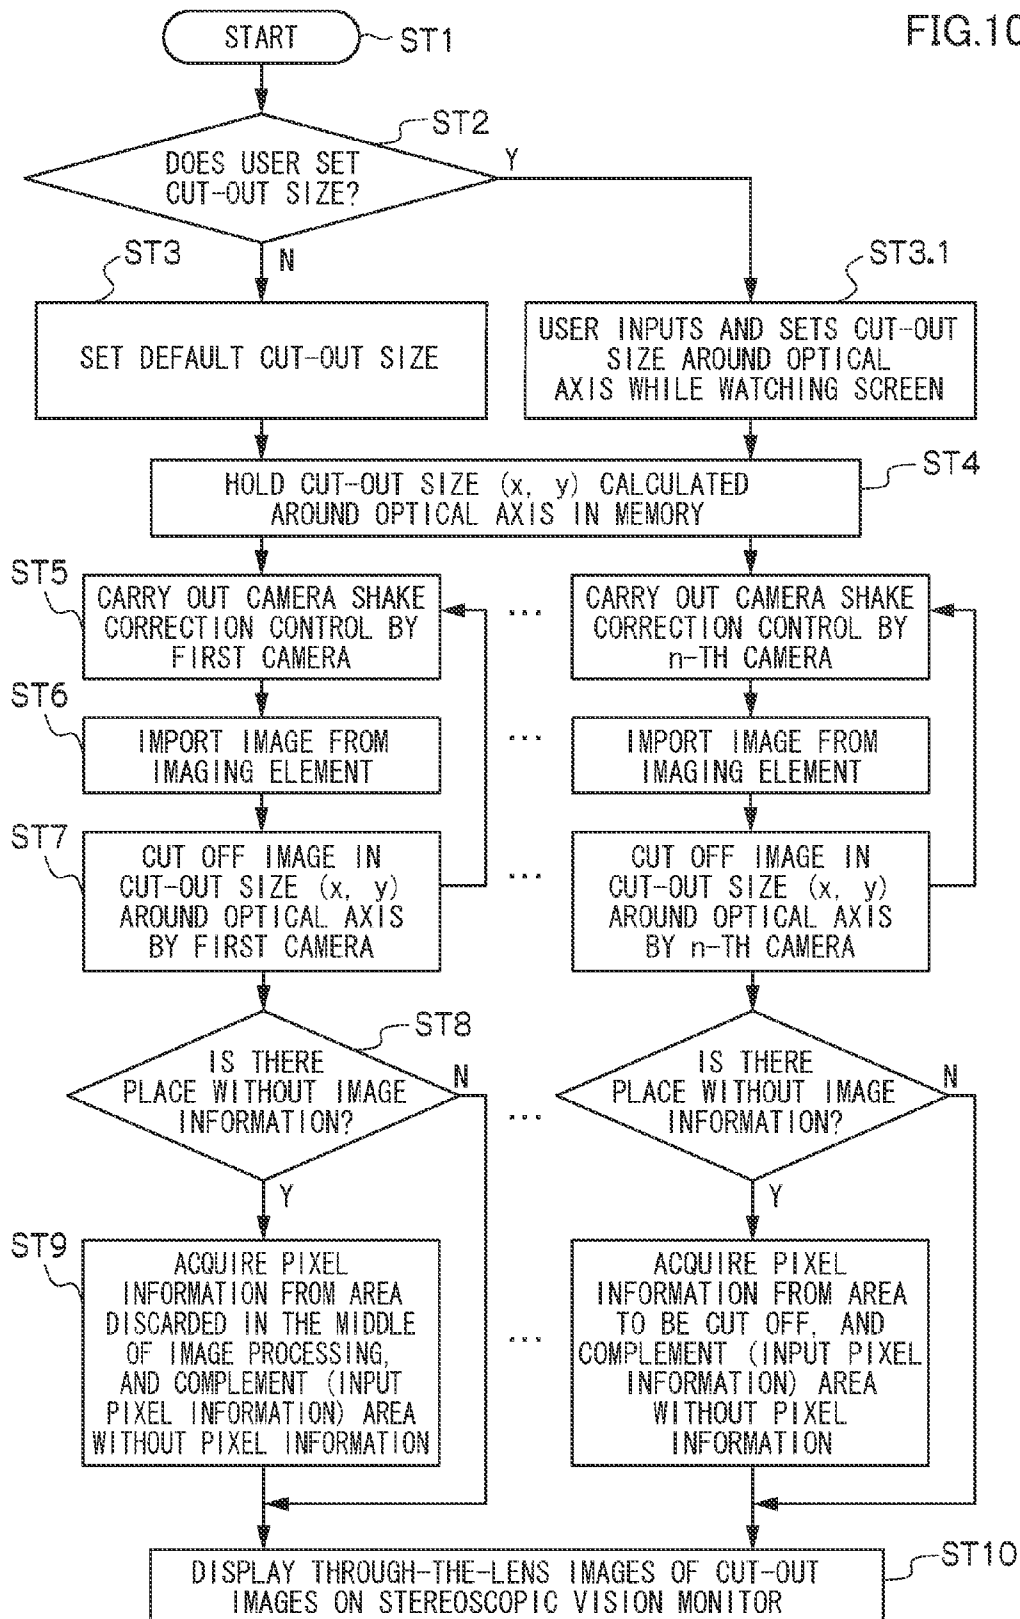 FIG.10
START
ST1
ST2
DOES USER SET
CUT-OUT SIZE?
Y
N
ST3
SET DEFAULT CUT-OUT SIZE
ST3.1
USER INPUTS AND SETS CUT-OUT
SIZE AROUND OPTICAL
AXIS WHILE WATCHING SCREEN
ST4
HOLD CUT-OUT SIZE (x, y) CALCULATED
AROUND OPTICAL AXIS IN MEMORY
ST5
CARRY OUT CAMERA SHAKE
CORRECTION CONTROL BY
FIRST CAMERA
...
CARRY OUT CAMERA SHAKE
CORRECTION CONTROL BY
n-TH CAMERA
ST6
IMPORT IMAGE FROM
IMAGING ELEMENT
...
IMPORT IMAGE FROM
IMAGING ELEMENT
ST7
CUT OFF IMAGE IN
CUT-OUT SIZE (x, y)
AROUND OPTICAL AXIS
BY FIRST CAMERA
...
CUT OFF IMAGE IN
CUT-OUT SIZE (x, y)
AROUND OPTICAL AXIS
BY n-TH CAMERA
ST8
IS THERE
PLACE WITHOUT IMAGE
INFORMATION?
N
Y
...
IS THERE
PLACE WITHOUT IMAGE
INFORMATION?
N
Y
ST9
ACQUIRE PIXEL
INFORMATION FROM AREA
DISCARDED IN THE MIDDLE
OF IMAGE PROCESSING,
AND COMPLEMENT (INPUT
PIXEL INFORMATION) AREA
WITHOUT PIXEL INFORMATION
...
ACQUIRE PIXEL
INFORMATION FROM AREA
TO BE CUT OFF, AND
COMPLEMENT (INPUT PIXEL
INFORMATION) AREA
WITHOUT PIXEL
INFORMATION
ST10
DISPLAY THROUGH-THE-LENS IMAGES OF CUT-OUT
IMAGES ON STEREOSCOPIC VISION MONITOR